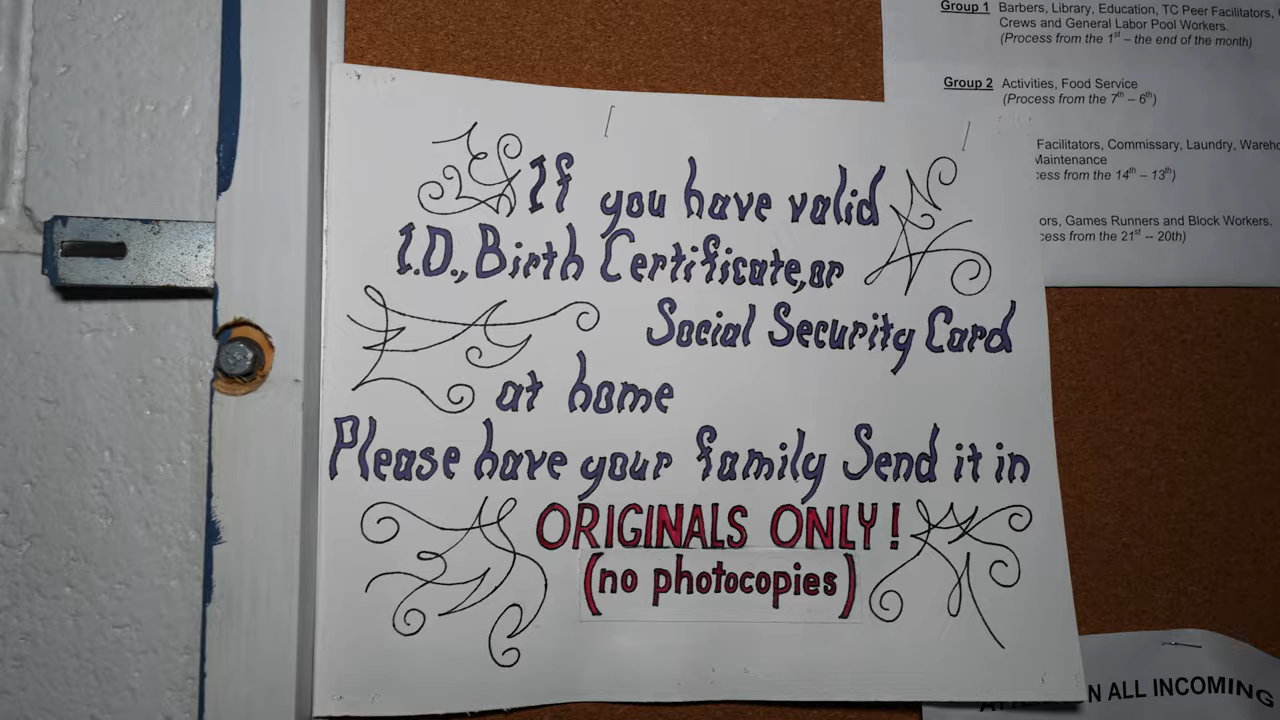 If you have valid
I.D., Birth Certificate, or
Social Security Card
at home
Please have your family Send it in
ORIGINALS ONLY!
(no photocopies)
Group 1 Barbers, Library, Education, TC Peer Facilitators,
Crews and General Labor Pool Workers.
(Process from the 1st – the end of the month)
Group 2 Activities, Food Service
(Process from the 7th – 6th)
Facilitators, Commissary, Laundry,
Maintenance
from the 14th – 13th)
Games Runners and Block Workers.
from the 21st -- 20th)
ALL INCOMING